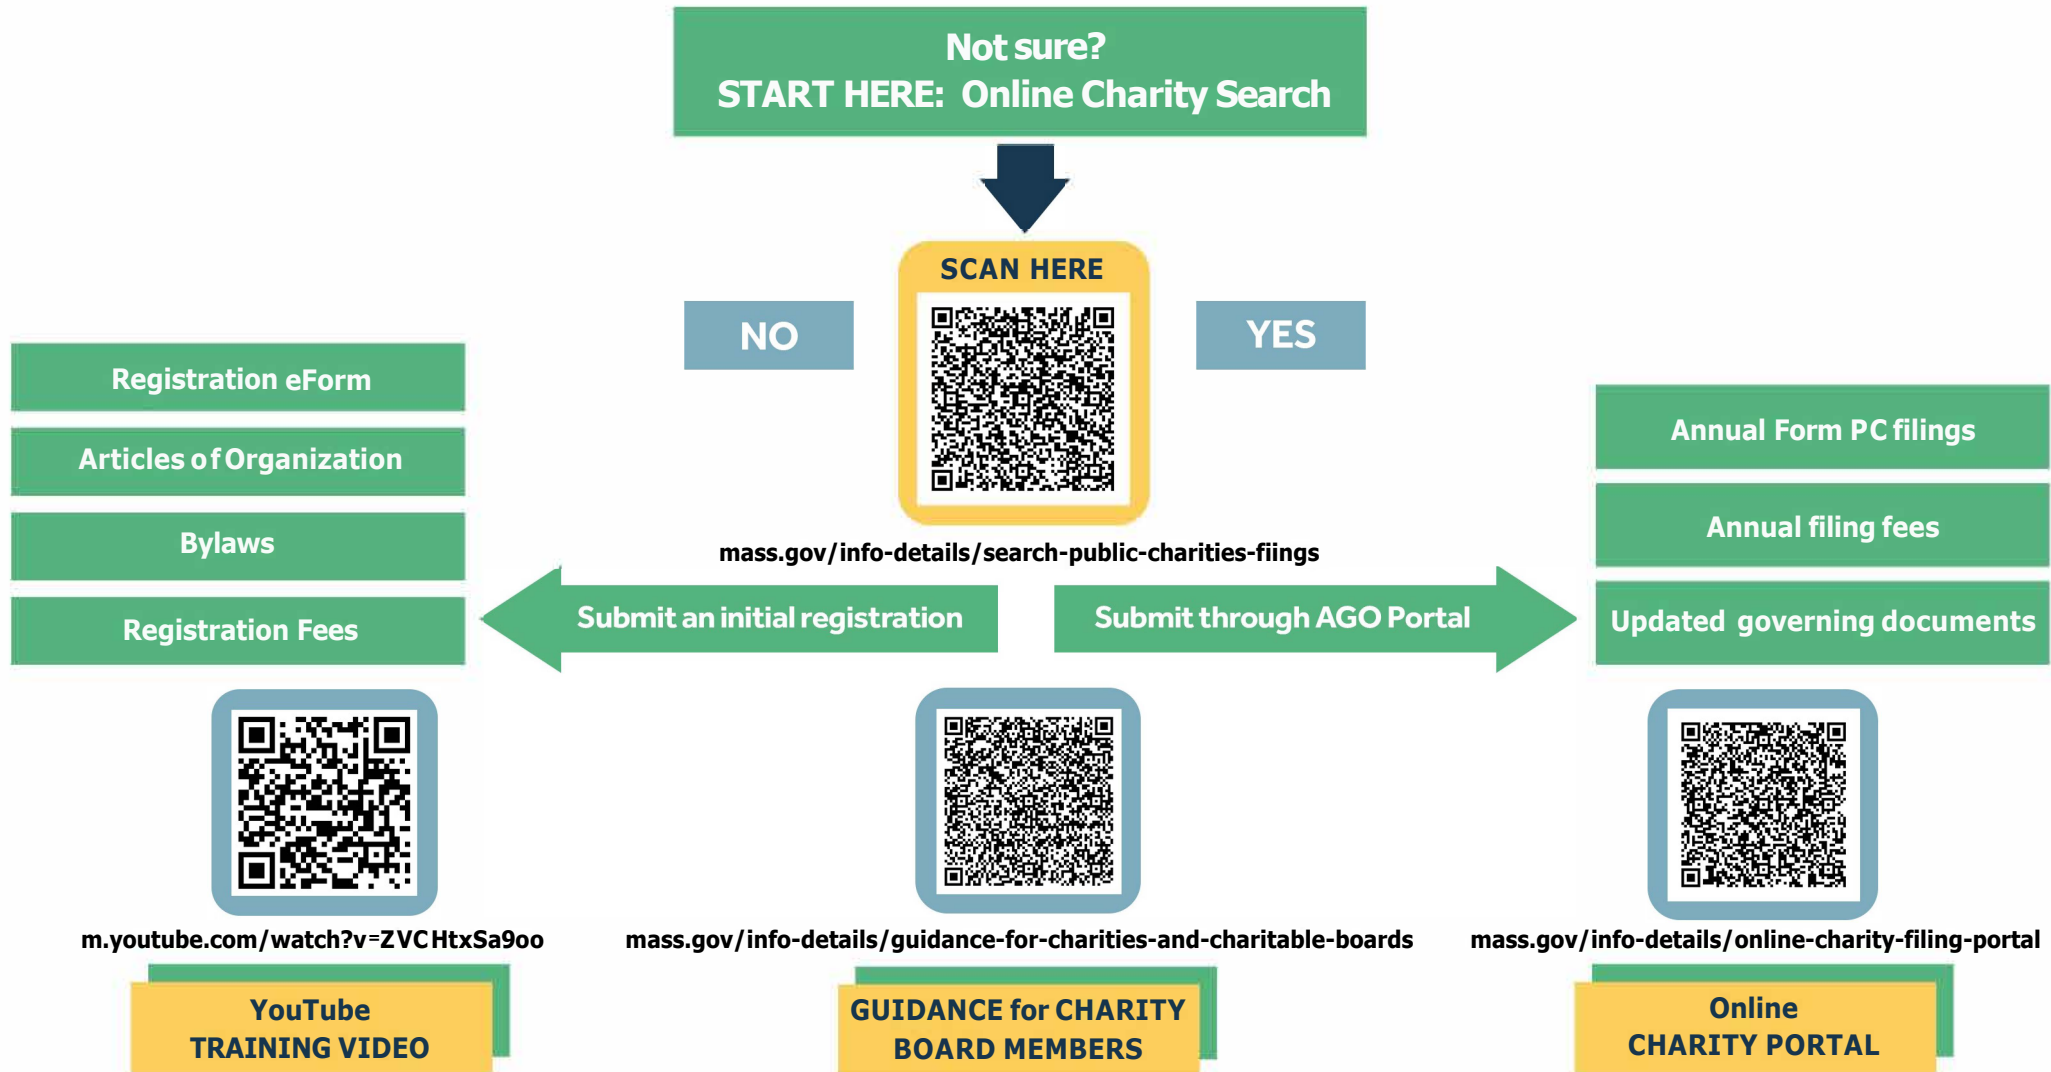 Not sure?
START HERE: Online Charity Search
SCAN HERE
NO
YES
mass.gov/info-details/search-public-charities-fiings
Registration eForm
Articles of Organization
Bylaws
Registration Fees
Submit an initial registration
Submit through AGO Portal
Annual Form PC filings
Annual filing fees
Updated governing documents
m.youtube.com/watch?v=ZVCHtxSa9oo
mass.gov/info-details/guidance-for-charities-and-charitable-boards
mass.gov/info-details/online-charity-filing-portal
YouTube
TRAINING VIDEO
GUIDANCE for CHARITY
BOARD MEMBERS
Online
CHARITY PORTAL